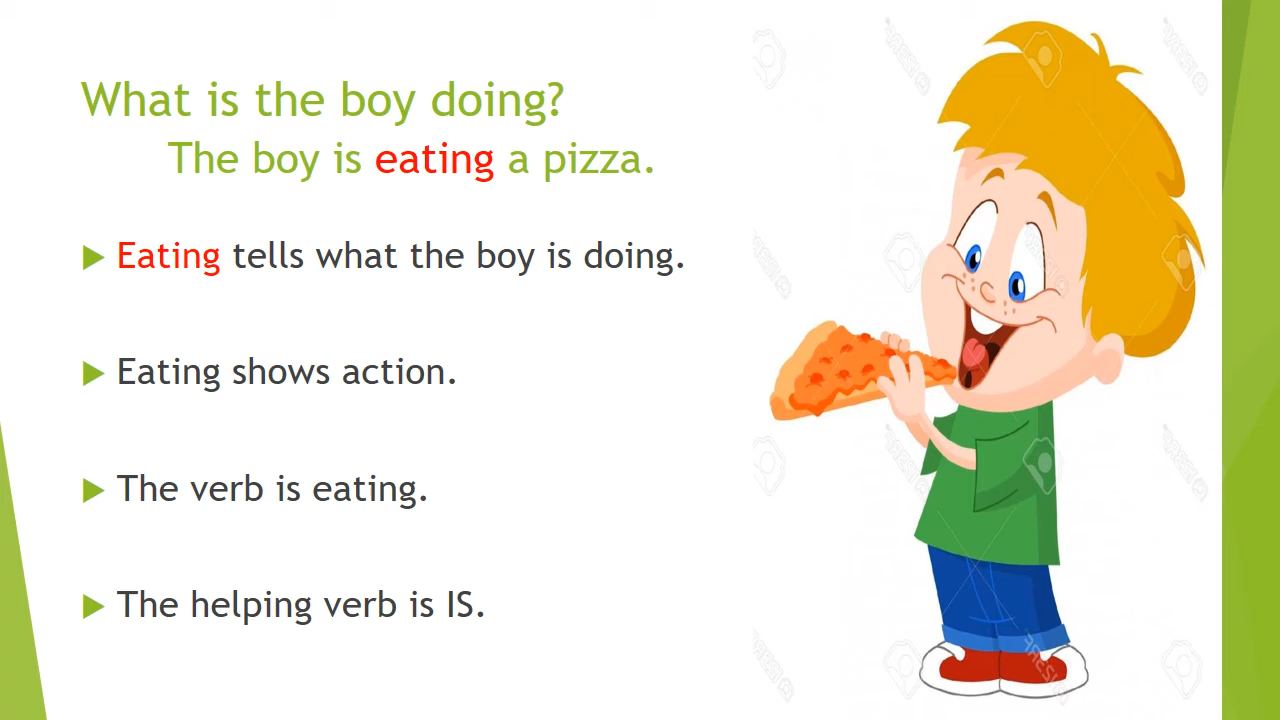 What is the boy doing?
The boy is eating a pizza.
Eating tells what the boy is doing.
Eating shows action.
The verb is eating.
The helping verb is IS.